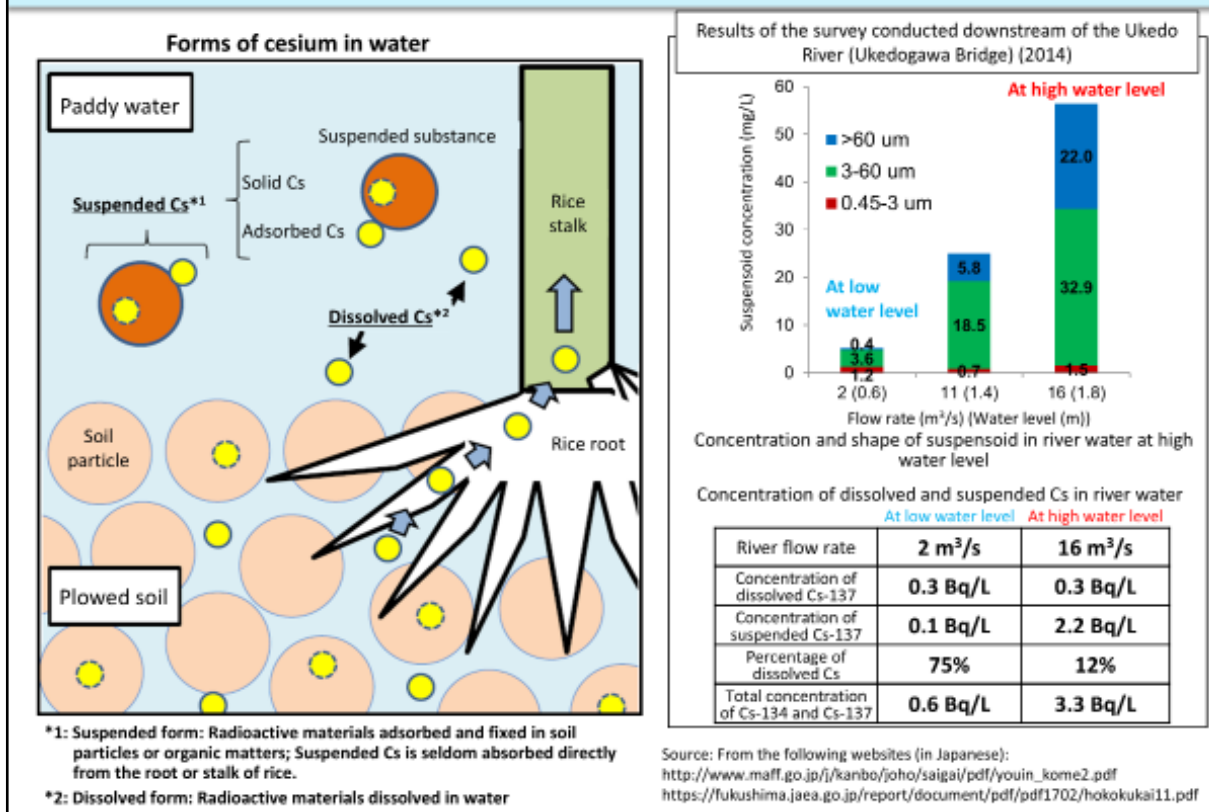 Forms of cesium in water
Paddy water
Suspended substance
Solid Cs
Suspended Cs*1
Adsorbed Cs
Rice
stalk
Dissolved Cs*2
Soil
particle
Rice root
Plowed soil
*1: Suspended form: Radioactive materials adsorbed and fixed in soil
particles or organic matters; Suspended Cs is seldom absorbed directly
from the root or stalk of rice.
*2: Dissolved form: Radioactive materials dissolved in water
Results of the survey conducted downstream of the Ukedo
River (Ukedogawa Bridge) (2014)
Suspensoid concentration (mg/L)
60
50
40
30
20
10
0
At high water level
>60 um
3-60 um
0.45-3 um
At low
water level
0.4
3.6
1.2
5.8
18.5
0.7
22.0
32.9
1.5
2 (0.6) 11 (1.4) 16 (1.8)
Flow rate (m³/s) (Water level (m))
Concentration and shape of suspensoid in river water at high
water level
Concentration of dissolved and suspended Cs in river water
At low water level At high water level
River flow rate 2 m³/s 16 m³/s
Concentration of
dissolved Cs-137 0.3 Bq/L 0.3 Bq/L
Concentration of
suspended Cs-137 0.1 Bq/L 2.2 Bq/L
Percentage of
dissolved Cs 75% 12%
Total concentration
of Cs-134 and Cs-137 0.6 Bq/L 3.3 Bq/L
Source: From the following websites (in Japanese):
http://www.maff.go.jp/j/kanbo/joho/saigai/pdf/youin_kome2.pdf
https://fukushima.jaea.go.jp/report/document/pdf/pdf1702/hokokukai11.pdf